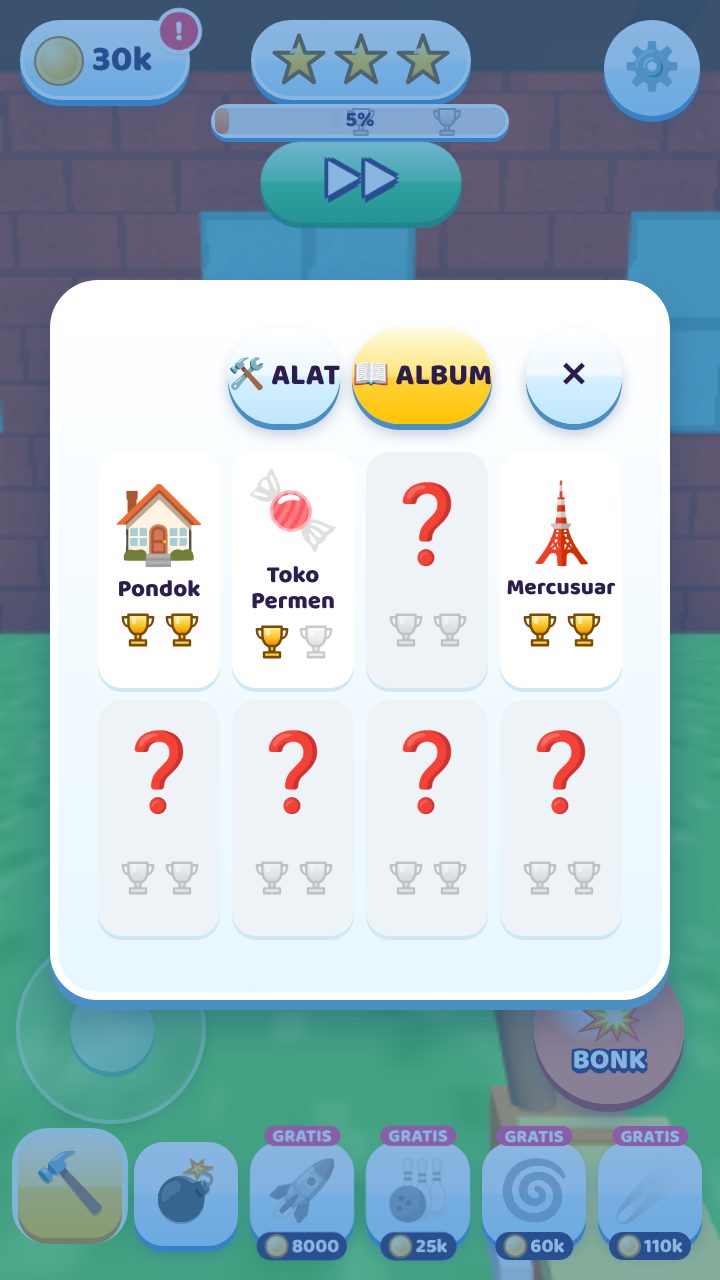 30k
!
5%
ALAT
ALBUM
×
Pondok
Toko
Permen
❓
Mercusuar
❓
❓
❓
❓
BONK
GRATIS
GRATIS
GRATIS
GRATIS
8000
25k
60k
110k